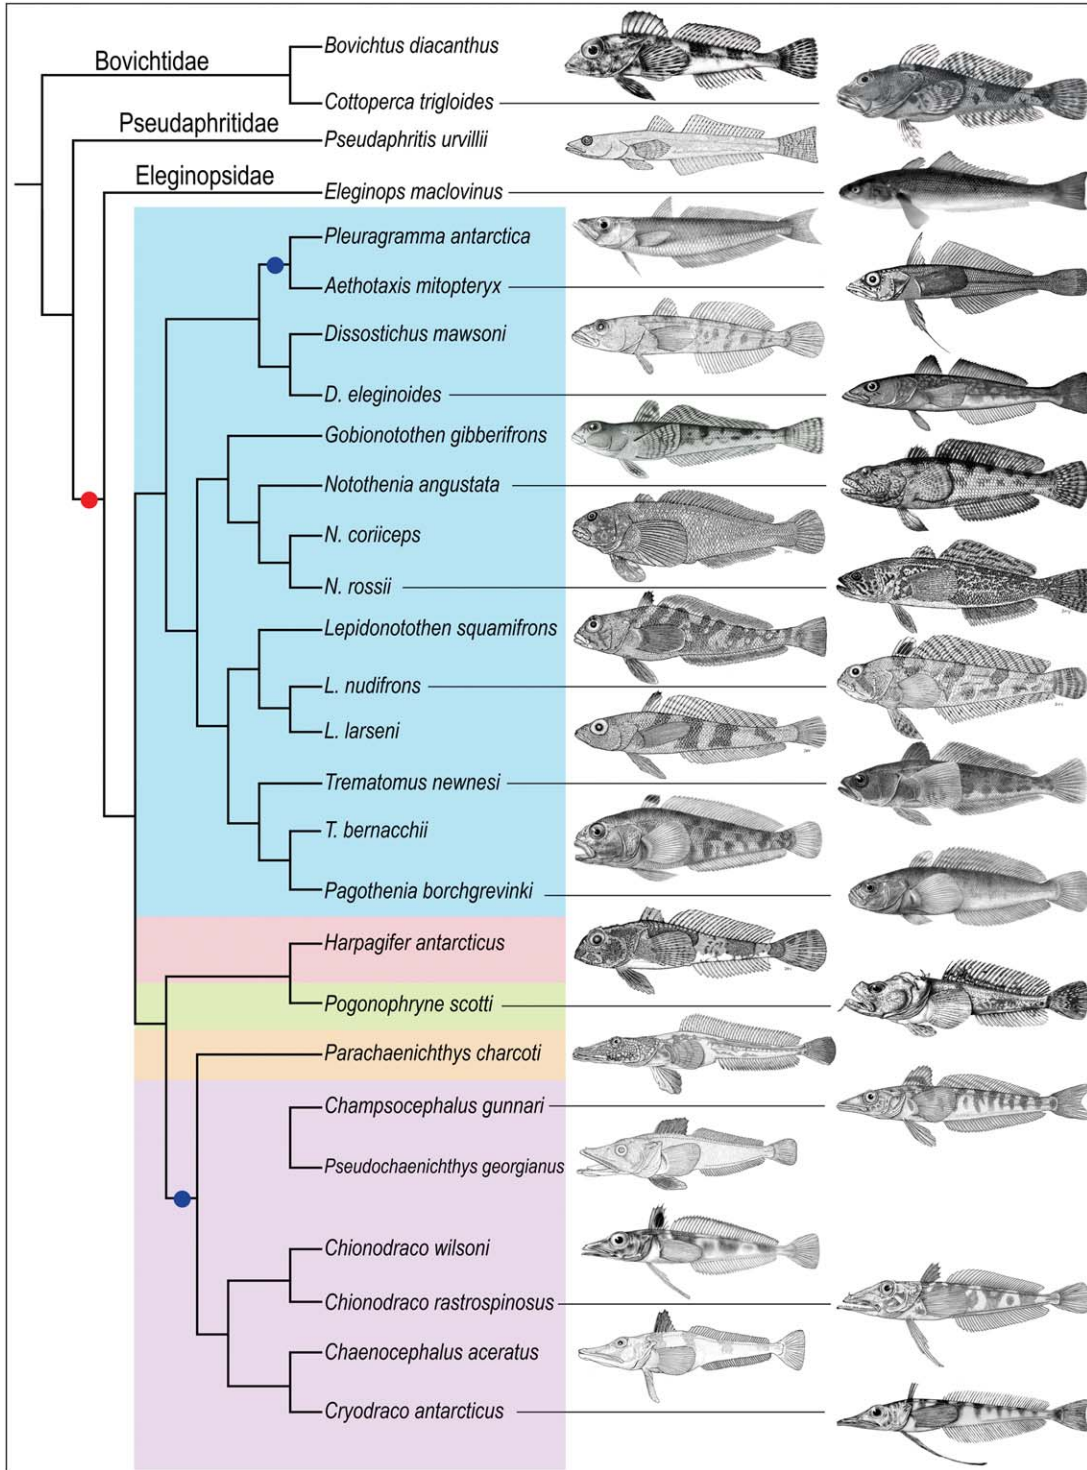 Bovichtidae
Bovichtus diacanthus
Cottoperca trigloides
Pseudaphritidae
Pseudaphritis urvillii
Eleginopsidae
Eleginops maclovinus
Pleuragramma antarctica
Aethotaxis mitopteryx
Dissostichus mawsoni
D. eleginoides
Gobionotothen gibberifrons
Notothenia angustata
N. coriiceps
N. rossii
Lepidonotothen squamifrons
L. nudifrons
L. larseni
Trematomus newnesi
T. bernacchii
Pagothenia borchgrevinki
Harpagifer antarcticus
Pogonophryne scotti
Parachaenichthys charcoti
Champsocephalus gunnari
Pseudochaenichthys georgianus
Chionodraco wilsoni
Chionodraco rastrospinosus
Chaenocephalus aceratus
Cryodraco antarcticus